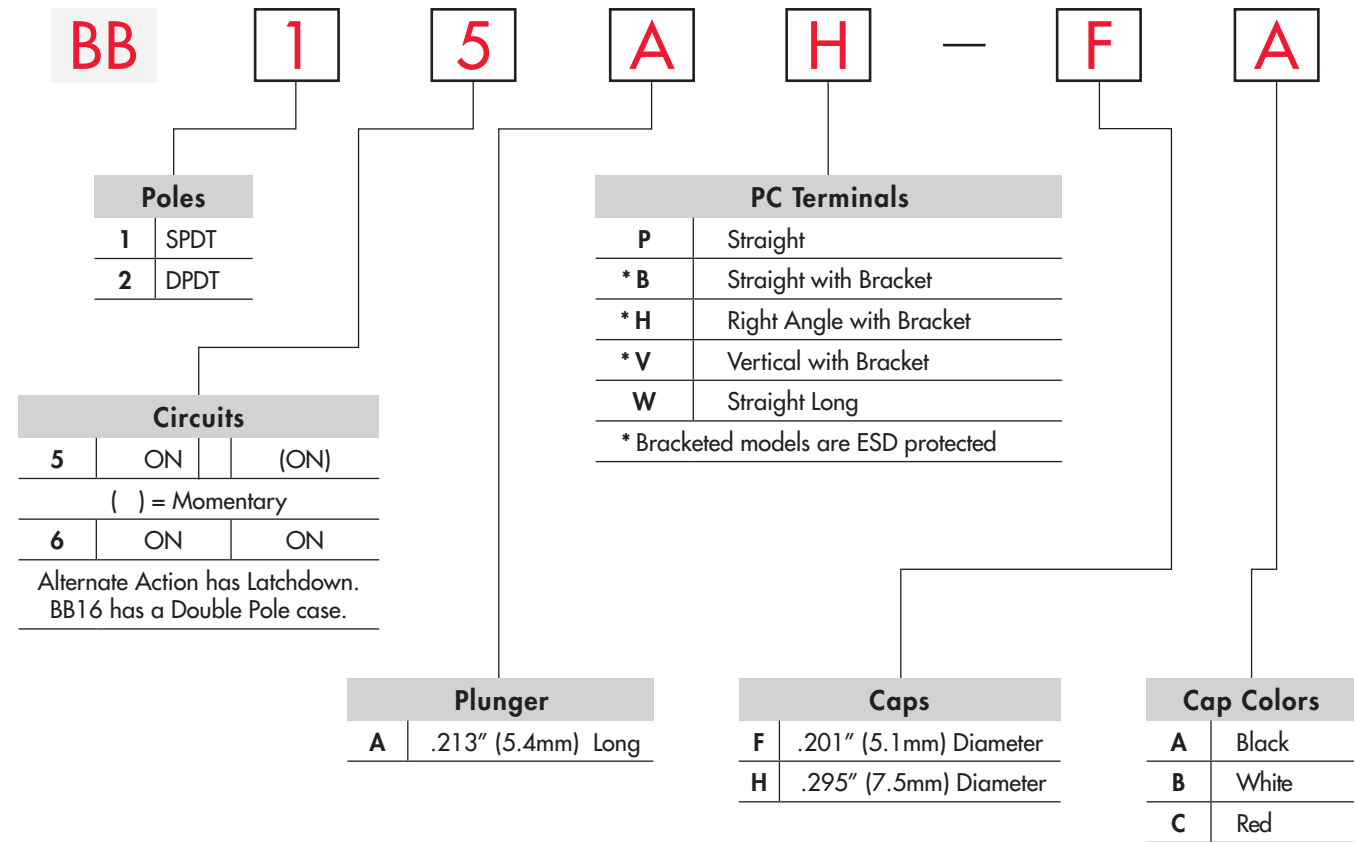 BB 1 5 A H — F A
Poles
1 SPDT
2 DPDT
PC Terminals
P Straight
* B Straight with Bracket
* H Right Angle with Bracket
* V Vertical with Bracket
W Straight Long
* Bracketed models are ESD protected
Circuits
5 ON (ON)
( ) = Momentary
6 ON ON
Alternate Action has Latchdown.
BB16 has a Double Pole case.
Plunger
A .213” (5.4mm) Long
Caps
F .201” (5.1mm) Diameter
H .295” (7.5mm) Diameter
Cap Colors
A Black
B White
C Red